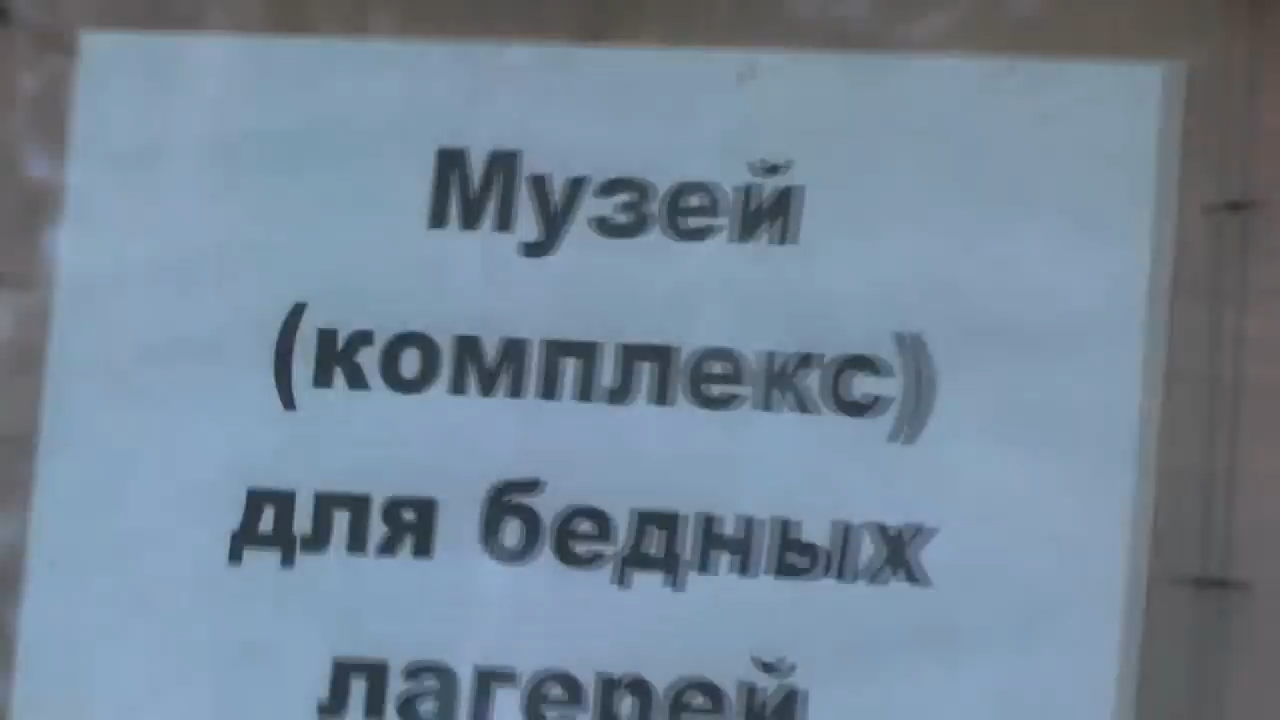 Музей
(комплекс)
для бедных
лагерей